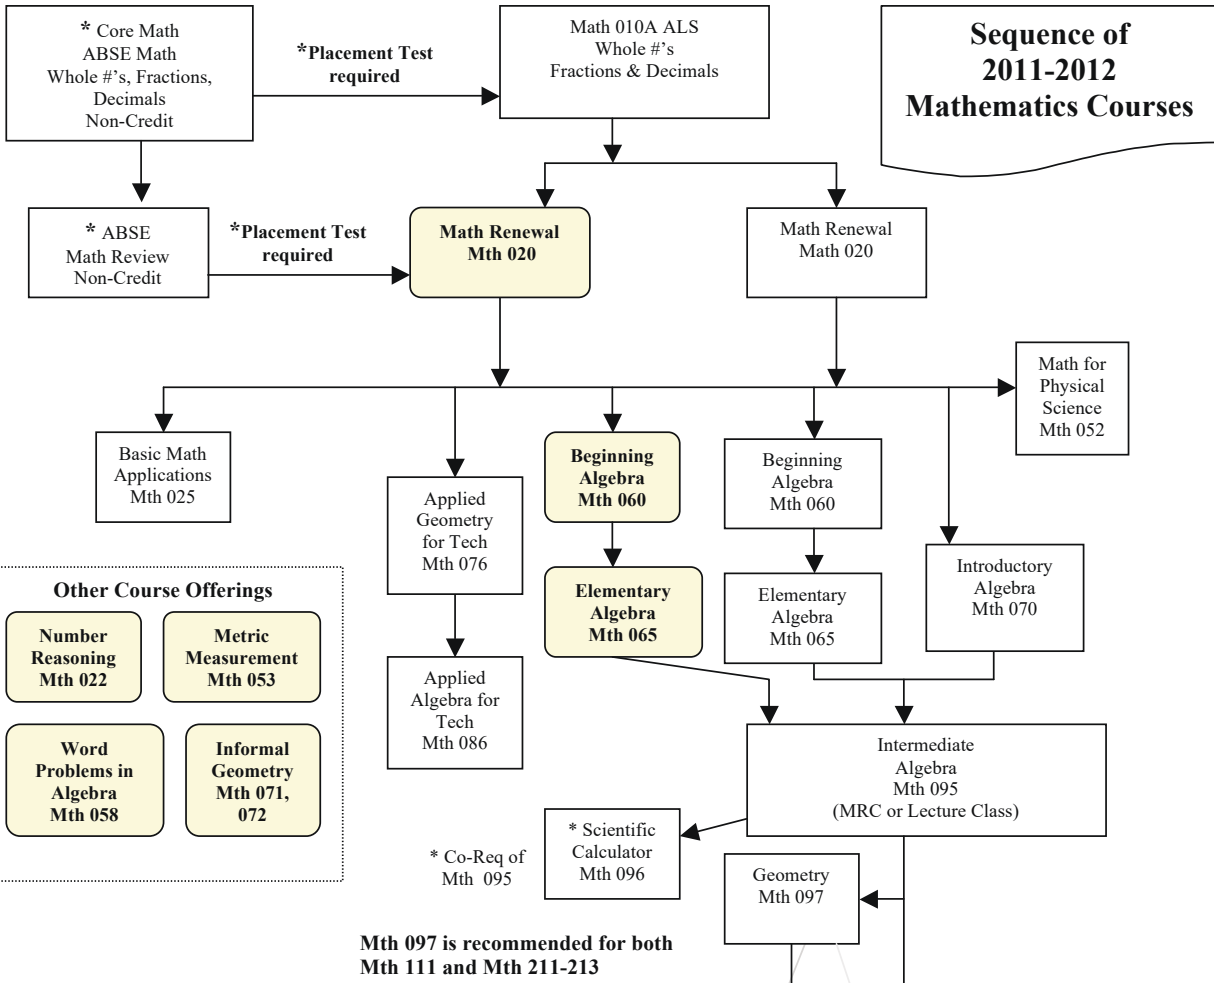 * Core Math
ABSE Math
Whole #'s, Fractions,
Decimals
Non-Credit
*Placement Test
required
Math 010A ALS
Whole #'s
Fractions & Decimals
Sequence of
2011-2012
Mathematics Courses
* ABSE
Math Review
Non-Credit
*Placement Test
required
Math Renewal
Mth 020
Math Renewal
Math 020
Math for
Physical
Science
Mth 052
Basic Math
Applications
Mth 025
Applied
Geometry
for Tech
Mth 076
Beginning
Algebra
Mth 060
Beginning
Algebra
Mth 060
Introductory
Algebra
Mth 070
Elementary
Algebra
Mth 065
Elementary
Algebra
Mth 065
Applied
Algebra for
Tech
Mth 086
Other Course Offerings
Number
Reasoning
Mth 022
Metric
Measurement
Mth 053
Word
Problems in
Algebra
Mth 058
Informal
Geometry
Mth 071,
072
Intermediate
Algebra
Mth 095
(MRC or Lecture Class)
* Co-Req of
Mth 095
* Scientific
Calculator
Mth 096
Geometry
Mth 097
Mth 097 is recommended for both
Mth 111 and Mth 211-213